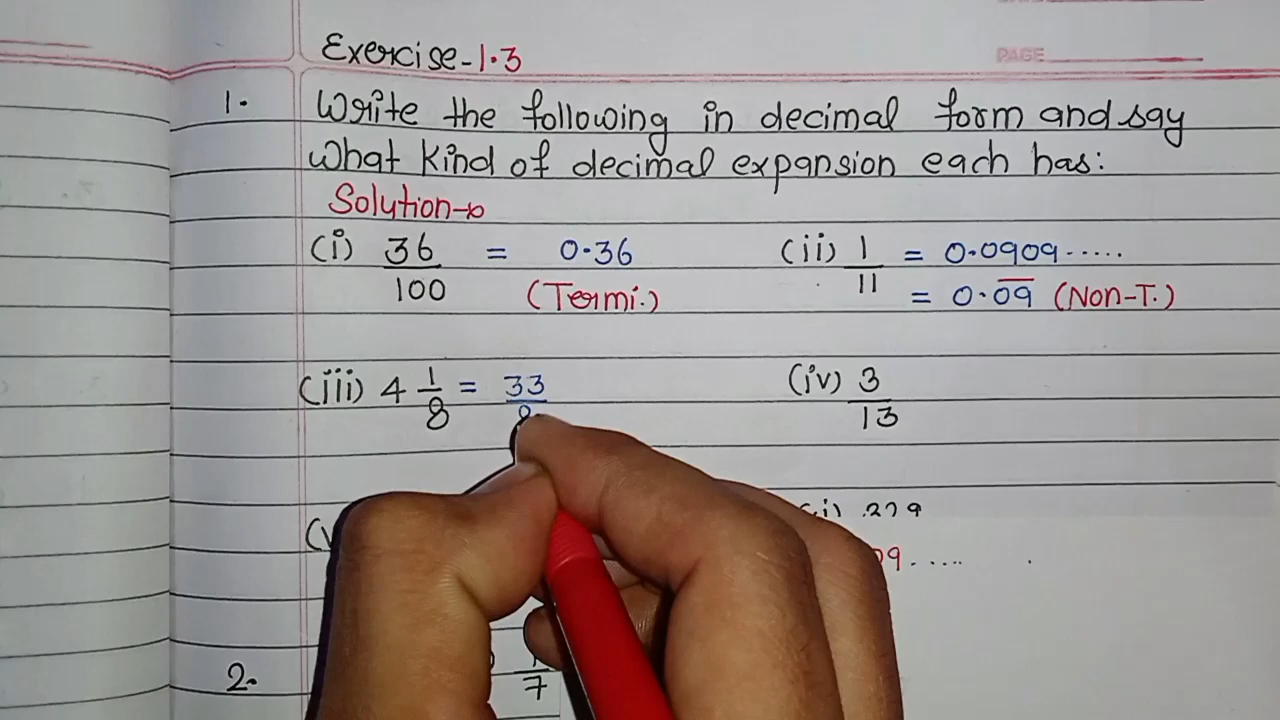 Exercise-1.3
PAGE
1. Write the following in decimal form and say
what kind of decimal expansion each has:
Solution→
(i) 36/100 = 0.36 (ii) 1/11 = 0.0909.....
(Termi.) = 0.0̅9̅ (Non-T.)
(iii) 4 1/8 = 33/8 (iv) 3/13
2. 7